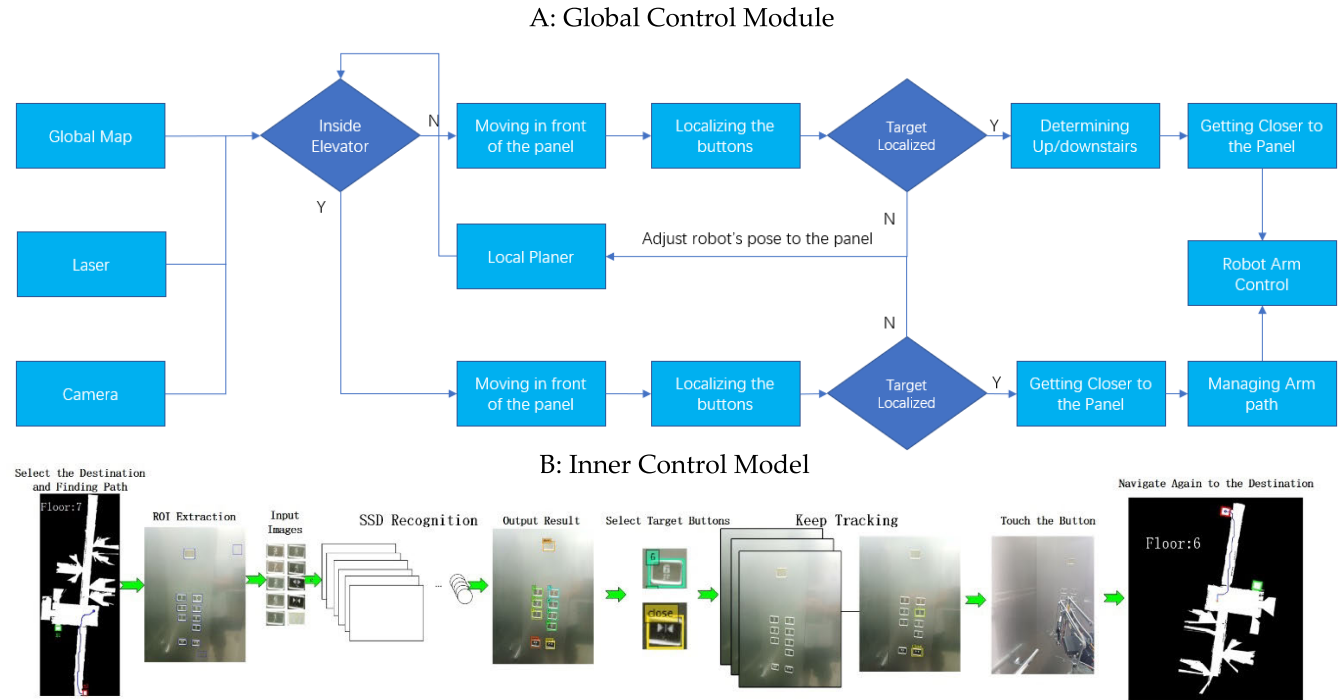 A: Global Control Module
Global Map
Inside
Elevator
N
Moving in front
of the panel
Localizing the
buttons
Target
Localized
Y
Determining
Up/downstairs
Getting Closer to
the Panel
Y
N
Laser
Local Planer
Adjust robot's pose to the panel
Robot Arm
Control
N
Camera
Moving in front
of the panel
Localizing the
buttons
Target
Localized
Y
Getting Closer to
the Panel
Managing Arm
path
B: Inner Control Model
Select the Destination
and Finding Path
Floor:7
ROT Extraction
Input
Images
SSD Recognition
...
Output Result
Select Target Buttons
6
close
Keep Tracking
Touch the Button
Navigate Again to the Destination
Floor:6